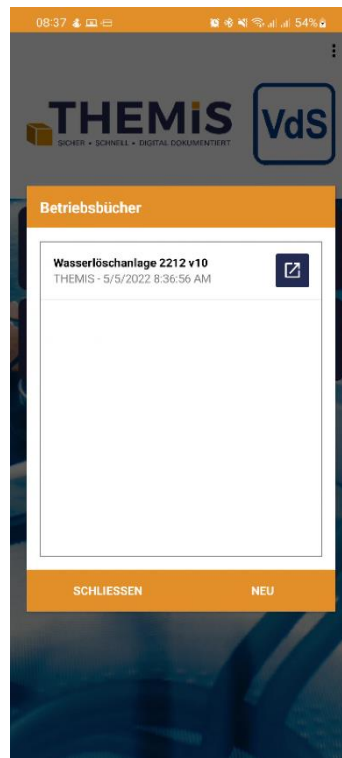 08:37 54%
THEMiS
SICHER • SCHNELL • DIGITAL DOKUMENTIERT
VdS
Betriebsbücher
Wasserlöschanlage 2212 v10
THEMIS - 5/5/2022 8:36:56 AM
SCHLIESSEN NEU